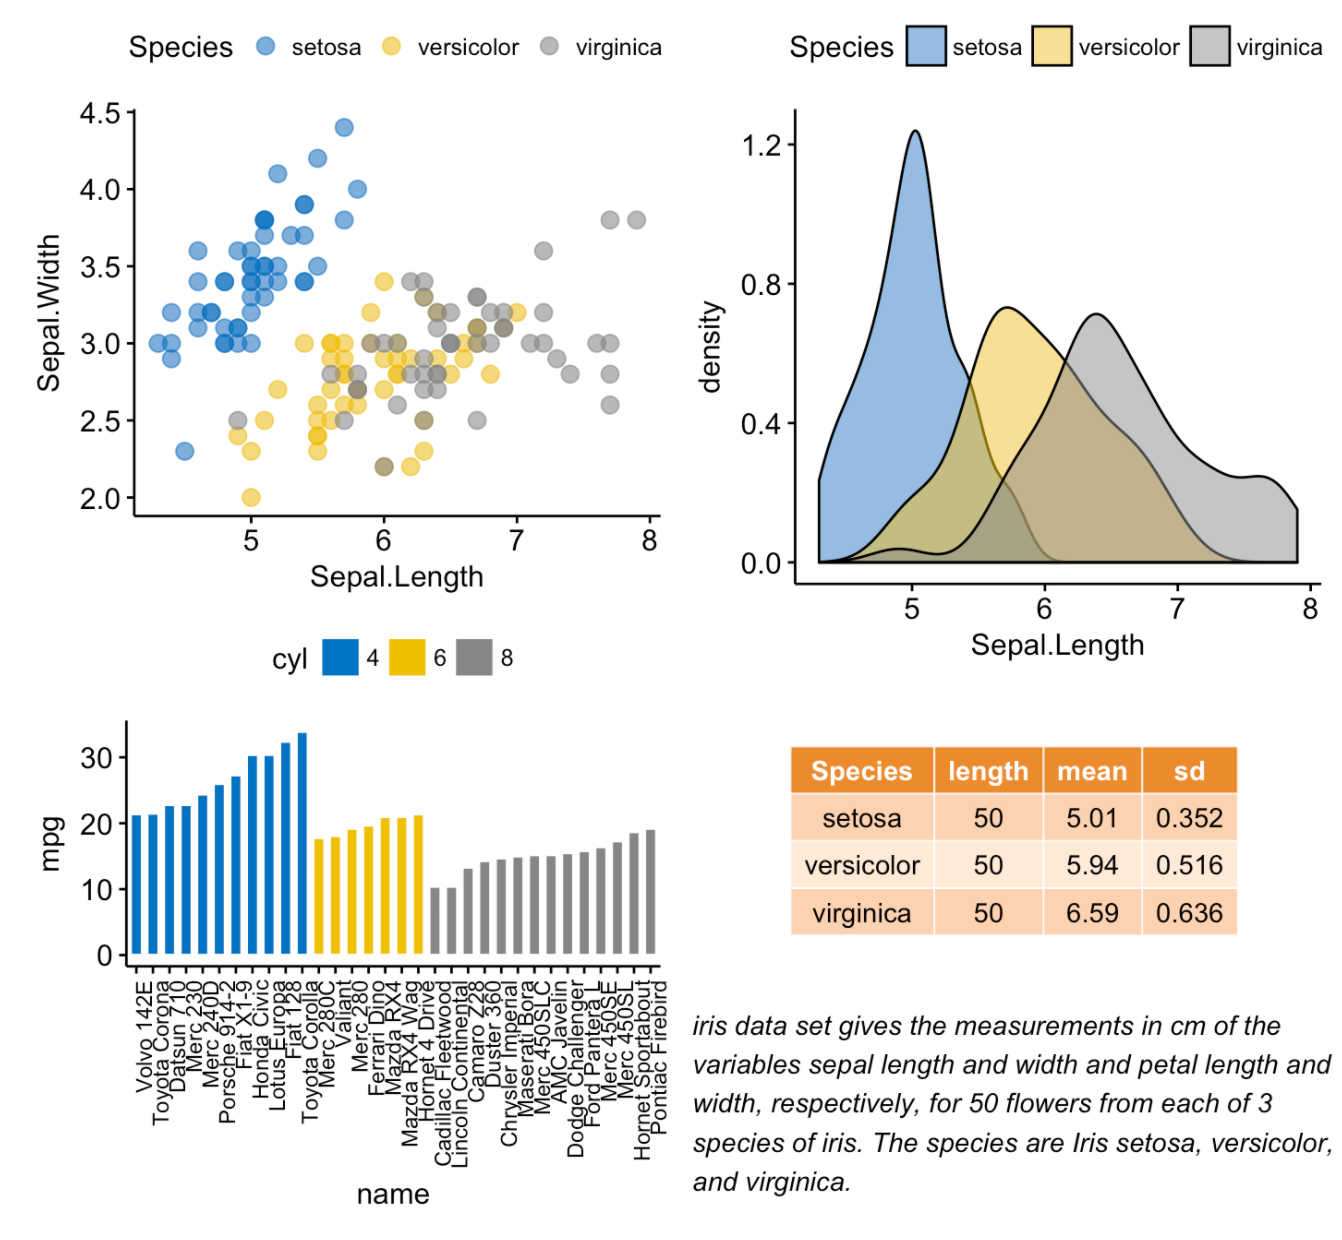 Species setosa versicolor virginica
4.5
4.0
3.5
3.0
2.5
2.0
Sepal.Width
5 6 7 8
Sepal.Length
Species setosa versicolor virginica
1.2
0.8
0.4
0.0
density
5 6 7 8
Sepal.Length
cyl 4 6 8
30
20
10
0
mpg
Volvo 142E
Toyota Corona
Datsun 710
Merc 230
Merc 240D
Porsche 914-2
Fiat X1-9
Honda Civic
Lotus Europa
Fiat 128
Toyota Corolla
Merc 280C
Valiant
Merc 280
Ferrari Dino
Mazda RX4
Mazda RX4 Wag
Hornet 4 Drive
Cadillac Fleetwood
Lincoln Continental
Camaro Z28
Duster 360
Chrysler Imperial
Maserati Bora
Merc 450SLC
AMC Javelin
Dodge Challenger
Ford Pantera L
Merc 450SE
Merc 450SL
Hornet Sportabout
Pontiac Firebird
name
Species length mean sd
setosa 50 5.01 0.352
versicolor 50 5.94 0.516
virginica 50 6.59 0.636
iris data set gives the measurements in cm of the
variables sepal length and width and petal length and
width, respectively, for 50 flowers from each of 3
species of iris. The species are Iris setosa, versicolor,
and virginica.